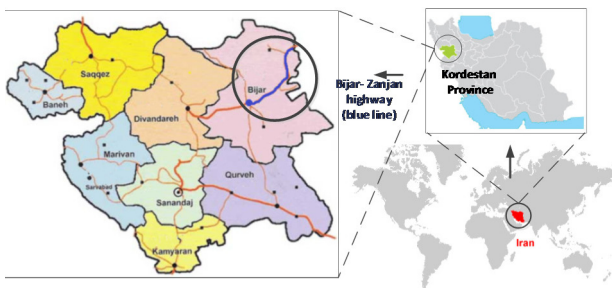 Saqqez
Baneh
Bijar
Divandareh
Marivan
Sarvabad
Sanandaj
Qurveh
Kamyaran
Bijar- Zanjan
highway
(blue line)
Kordestan
Province
Iran